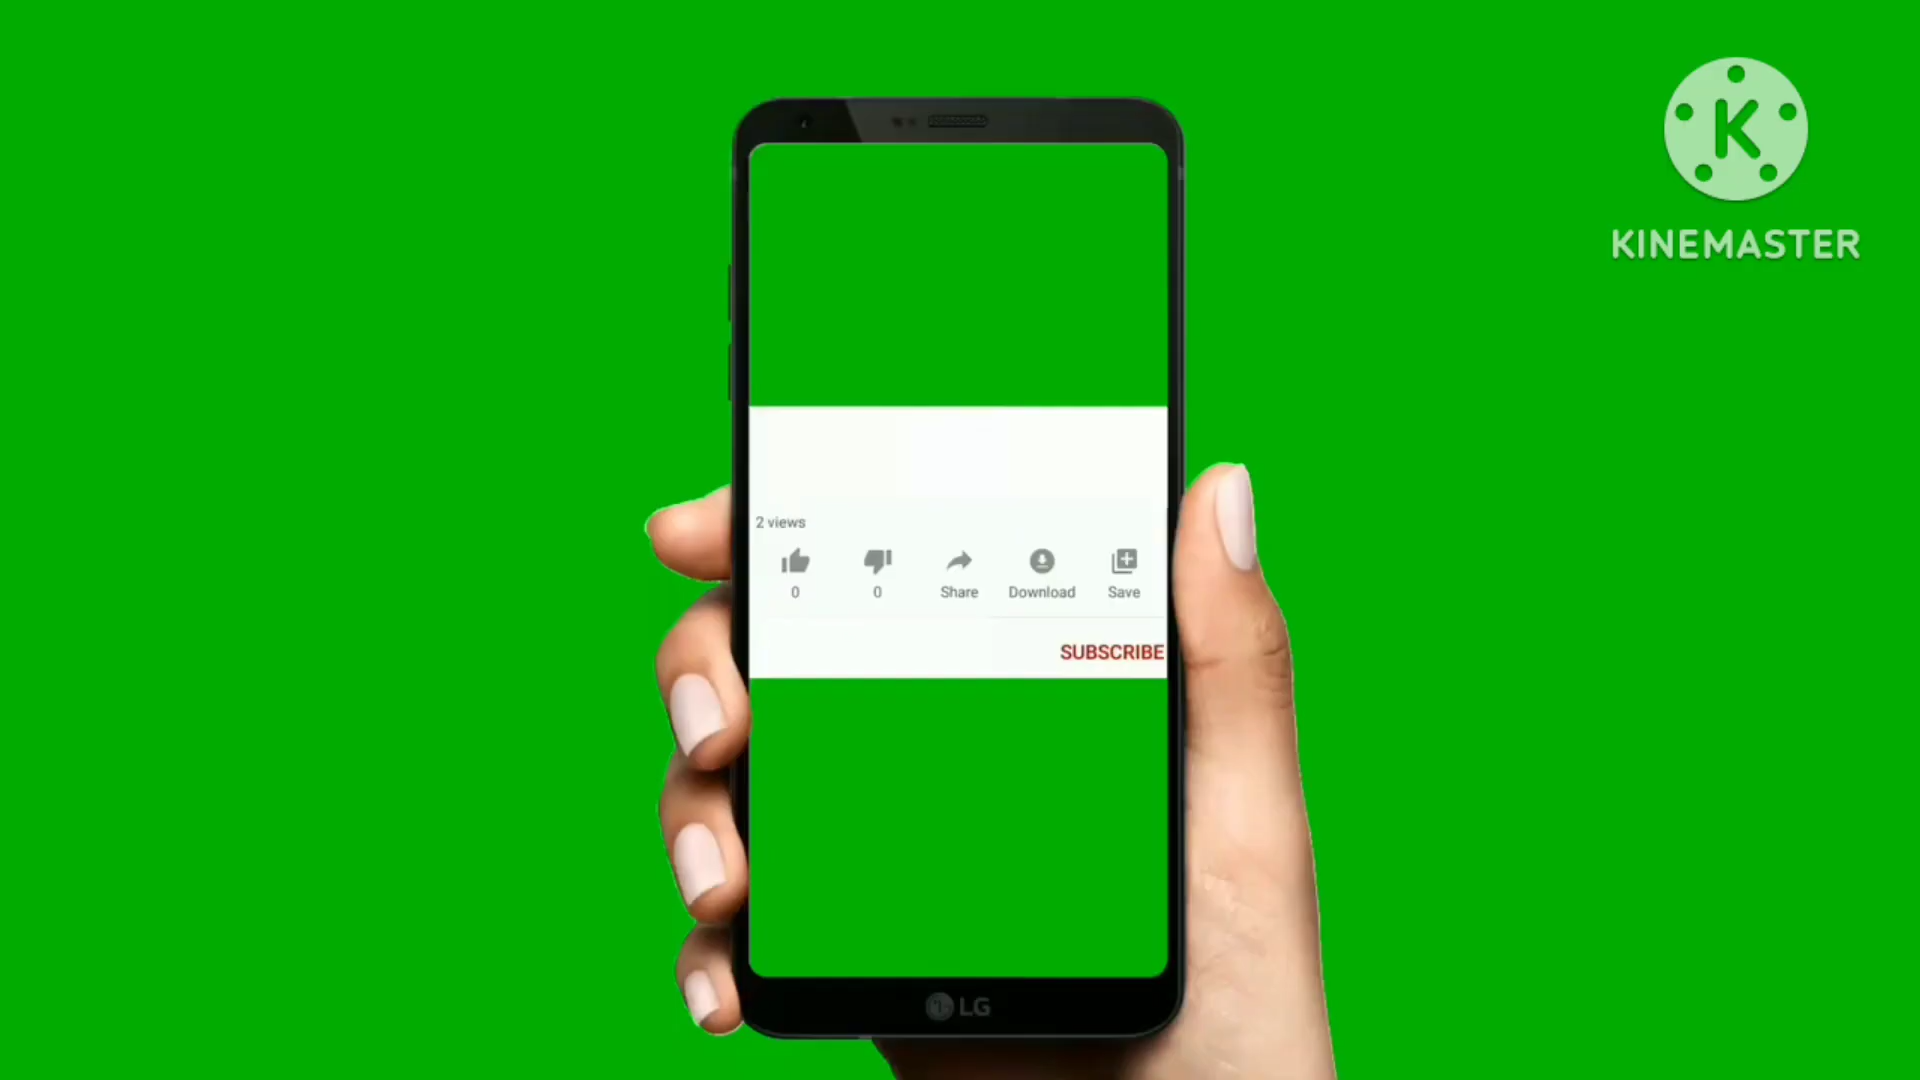 K
KINEMASTER
2 views
0 0 Share Download Save
SUBSCRIBE
LG